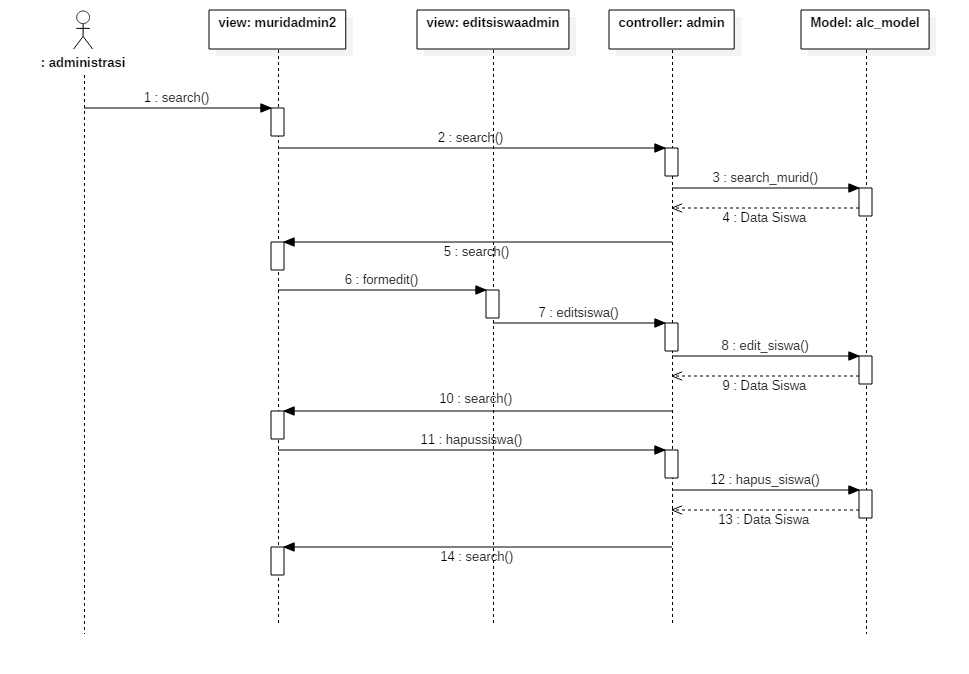 : administrasi
view: muridadmin2
view: editsiswaadmin
controller: admin
Model: alc_model
1 : search()
2 : search()
3 : search_murid()
4 : Data Siswa
5 : search()
6 : formedit()
7 : editsiswa()
8 : edit_siswa()
9 : Data Siswa
10 : search()
11 : hapussiswa()
12 : hapus_siswa()
13 : Data Siswa
14 : search()